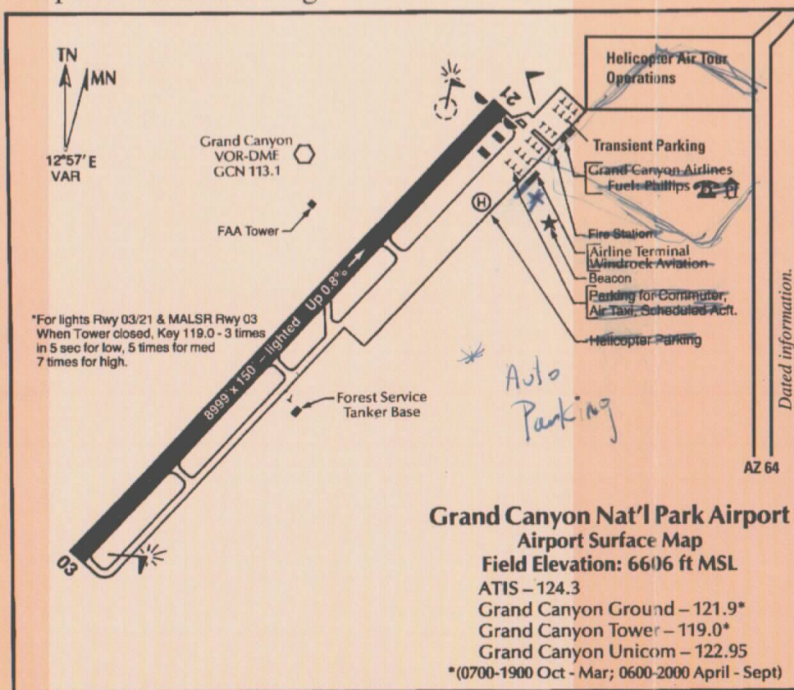 TN
MN
12°57' E
VAR
Grand Canyon
VOR-DME
GCN 113.1
FAA Tower
21
Helicopter Air Tour
Operations
Transient Parking
Grand Canyon Airlines
Fuel: Phillips
H
Fire Station
Airline Terminal
Windrock Aviation
Beacon
Parking for Commuter,
Air Taxi, Scheduled Acft.
Helicopter Parking
*For lights Rwy 03/21 & MALSR Rwy 03
When Tower closed, Key 119.0 - 3 times
in 5 sec for low, 5 times for med
7 times for high.
8999 x 150' – lighted Up 0.8%
Forest Service
Tanker Base
* Auto
Parking
Dated information.
AZ 64
03
Grand Canyon Nat'l Park Airport
Airport Surface Map
Field Elevation: 6606 ft MSL
ATIS – 124.3
Grand Canyon Ground – 121.9*
Grand Canyon Tower – 119.0*
Grand Canyon Unicom – 122.95
*(0700-1900 Oct - Mar; 0600-2000 April - Sept)